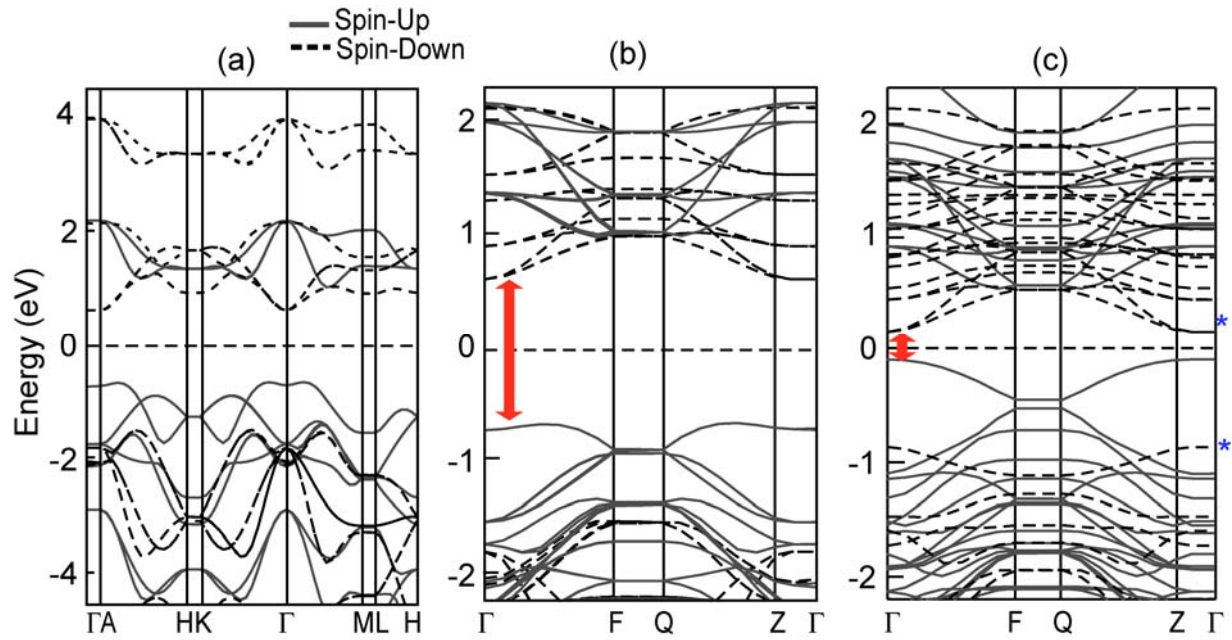 Spin-Up
Spin-Down
(a)
(b)
(c)
Energy (eV)
4
2
0
-2
-4
ΓA HK Γ ML H
2
1
0
-1
-2
Γ F Q Z Γ
2
1
0
-1
-2
*
*
Γ F Q Z Γ